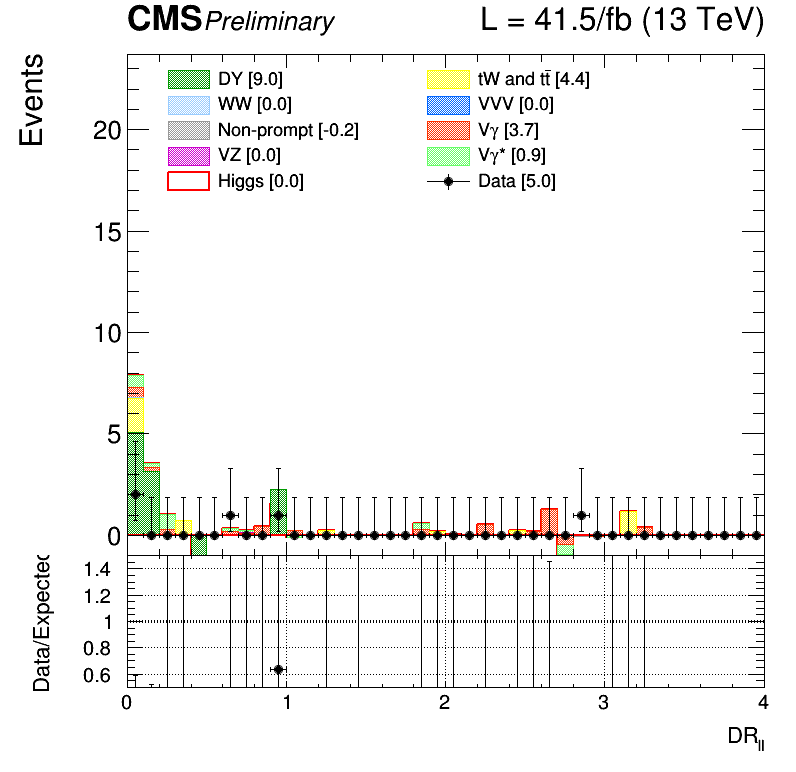 CMS Preliminary L = 41.5/fb (13 TeV)
Events
DY [9.0] tW and tt̄ [4.4]
WW [0.0] VVV [0.0]
Non-prompt [-0.2] Vγ [3.7]
VZ [0.0] Vγ* [0.9]
Higgs [0.0] Data [5.0]
20
15
10
5
0
Data/Expected
1.4
1.2
1
0.8
0.6
0 1 2 3 4
DR_ll